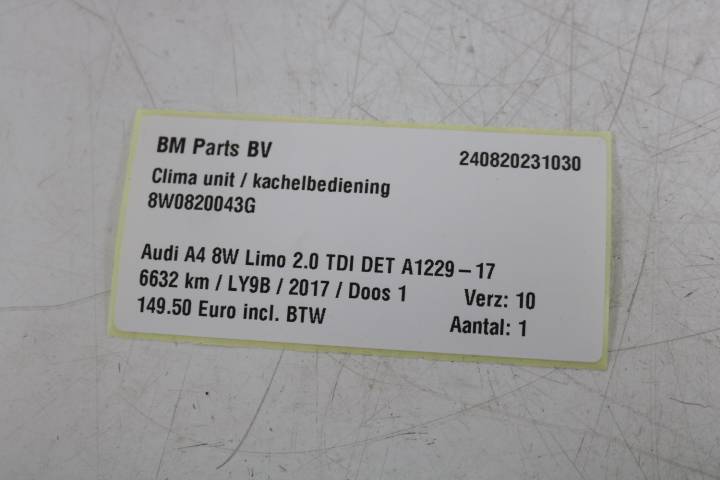 BM Parts BV 240820231030
Clima unit / kachelbediening
8W0820043G
Audi A4 8W Limo 2.0 TDI DET A1229-17
6632 km / LY9B / 2017 / Doos 1 Verz: 10
149.50 Euro incl. BTW Aantal: 1